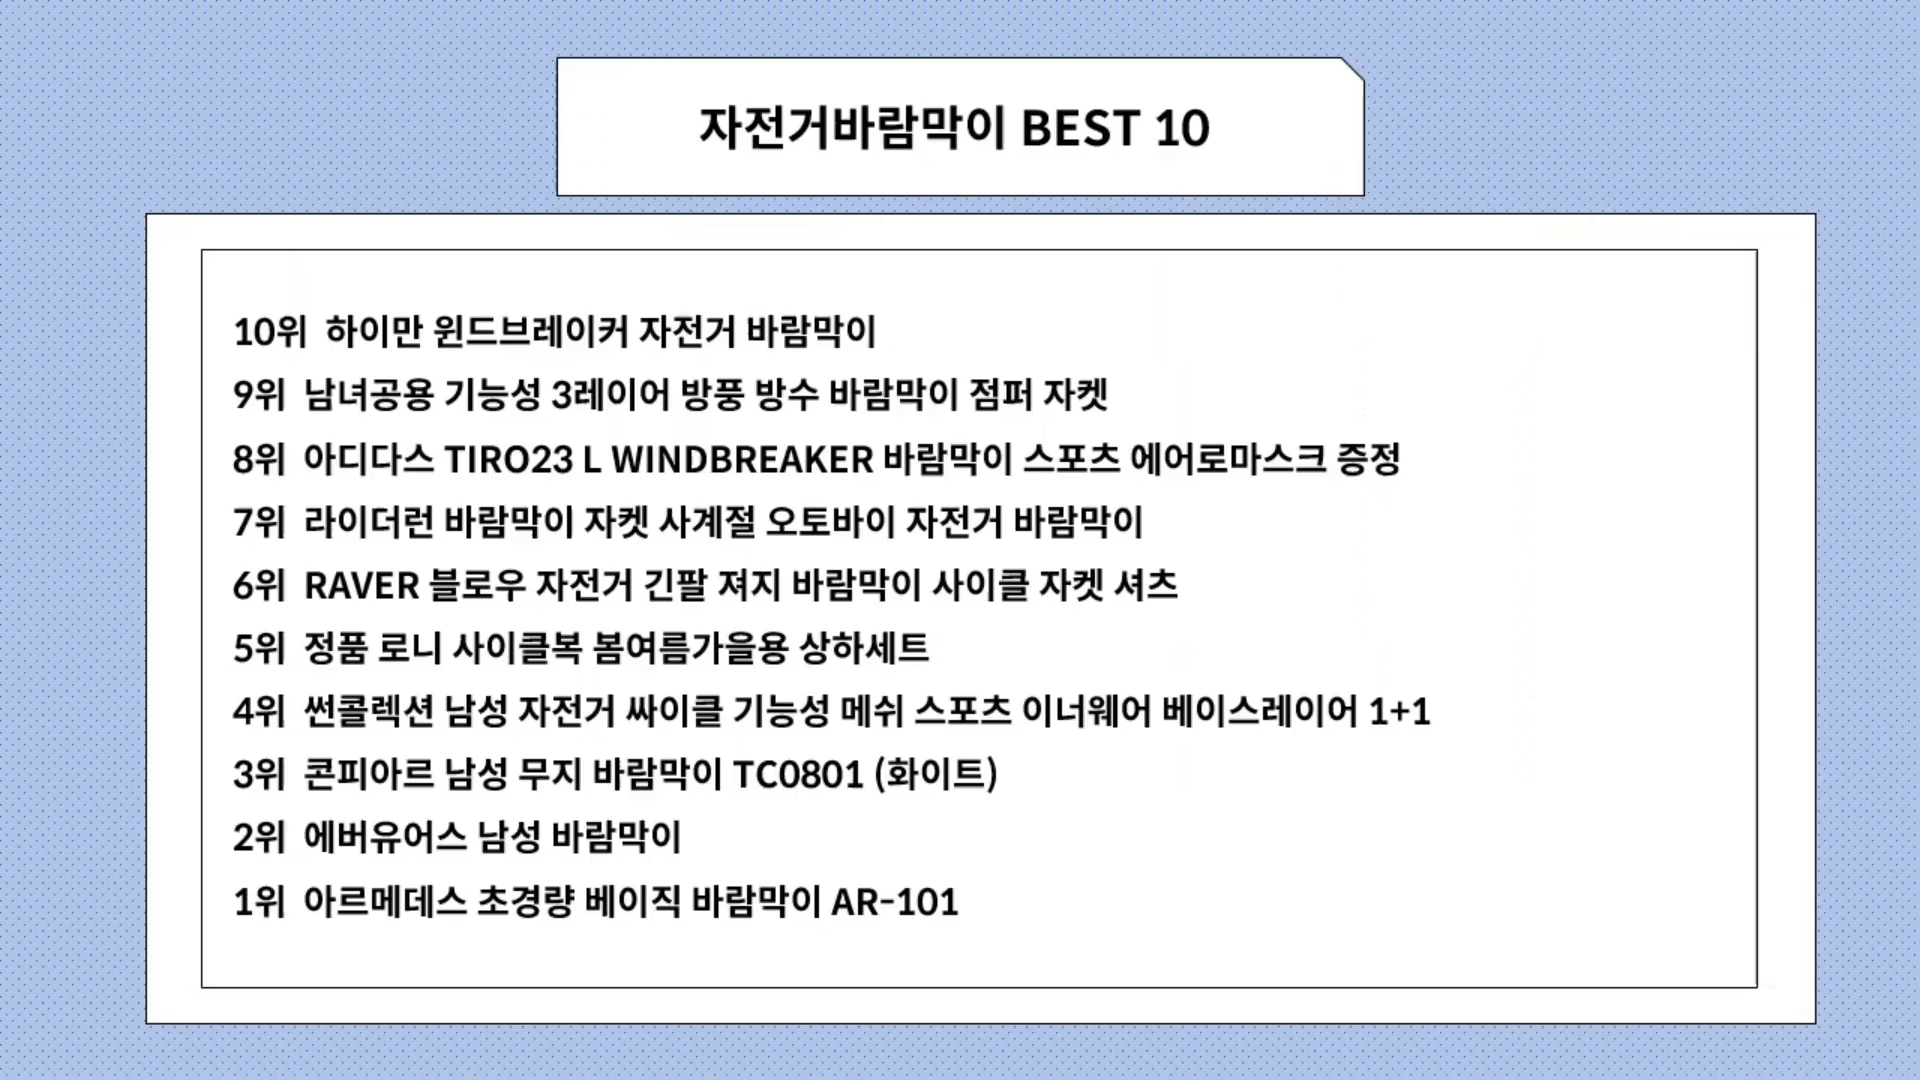 자전거바람막이 BEST 10
10위 하이만 윈드브레이커 자전거 바람막이
9위 남녀공용 기능성 3레이어 방풍 방수 바람막이 점퍼 자켓
8위 아디다스 TIRO23 L WINDBREAKER 바람막이 스포츠 에어로마스크 증정
7위 라이더런 바람막이 자켓 사계절 오토바이 자전거 바람막이
6위 RAVER 블로우 자전거 긴팔 져지 바람막이 사이클 자켓 셔츠
5위 정품 로니 사이클복 봄여름가을용 상하세트
4위 썬콜렉션 남성 자전거 싸이클 기능성 메쉬 스포츠 이너웨어 베이스레이어 1+1
3위 콘피아르 남성 무지 바람막이 TC0801 (화이트)
2위 에버유어스 남성 바람막이
1위 아르메데스 초경량 베이직 바람막이 AR-101